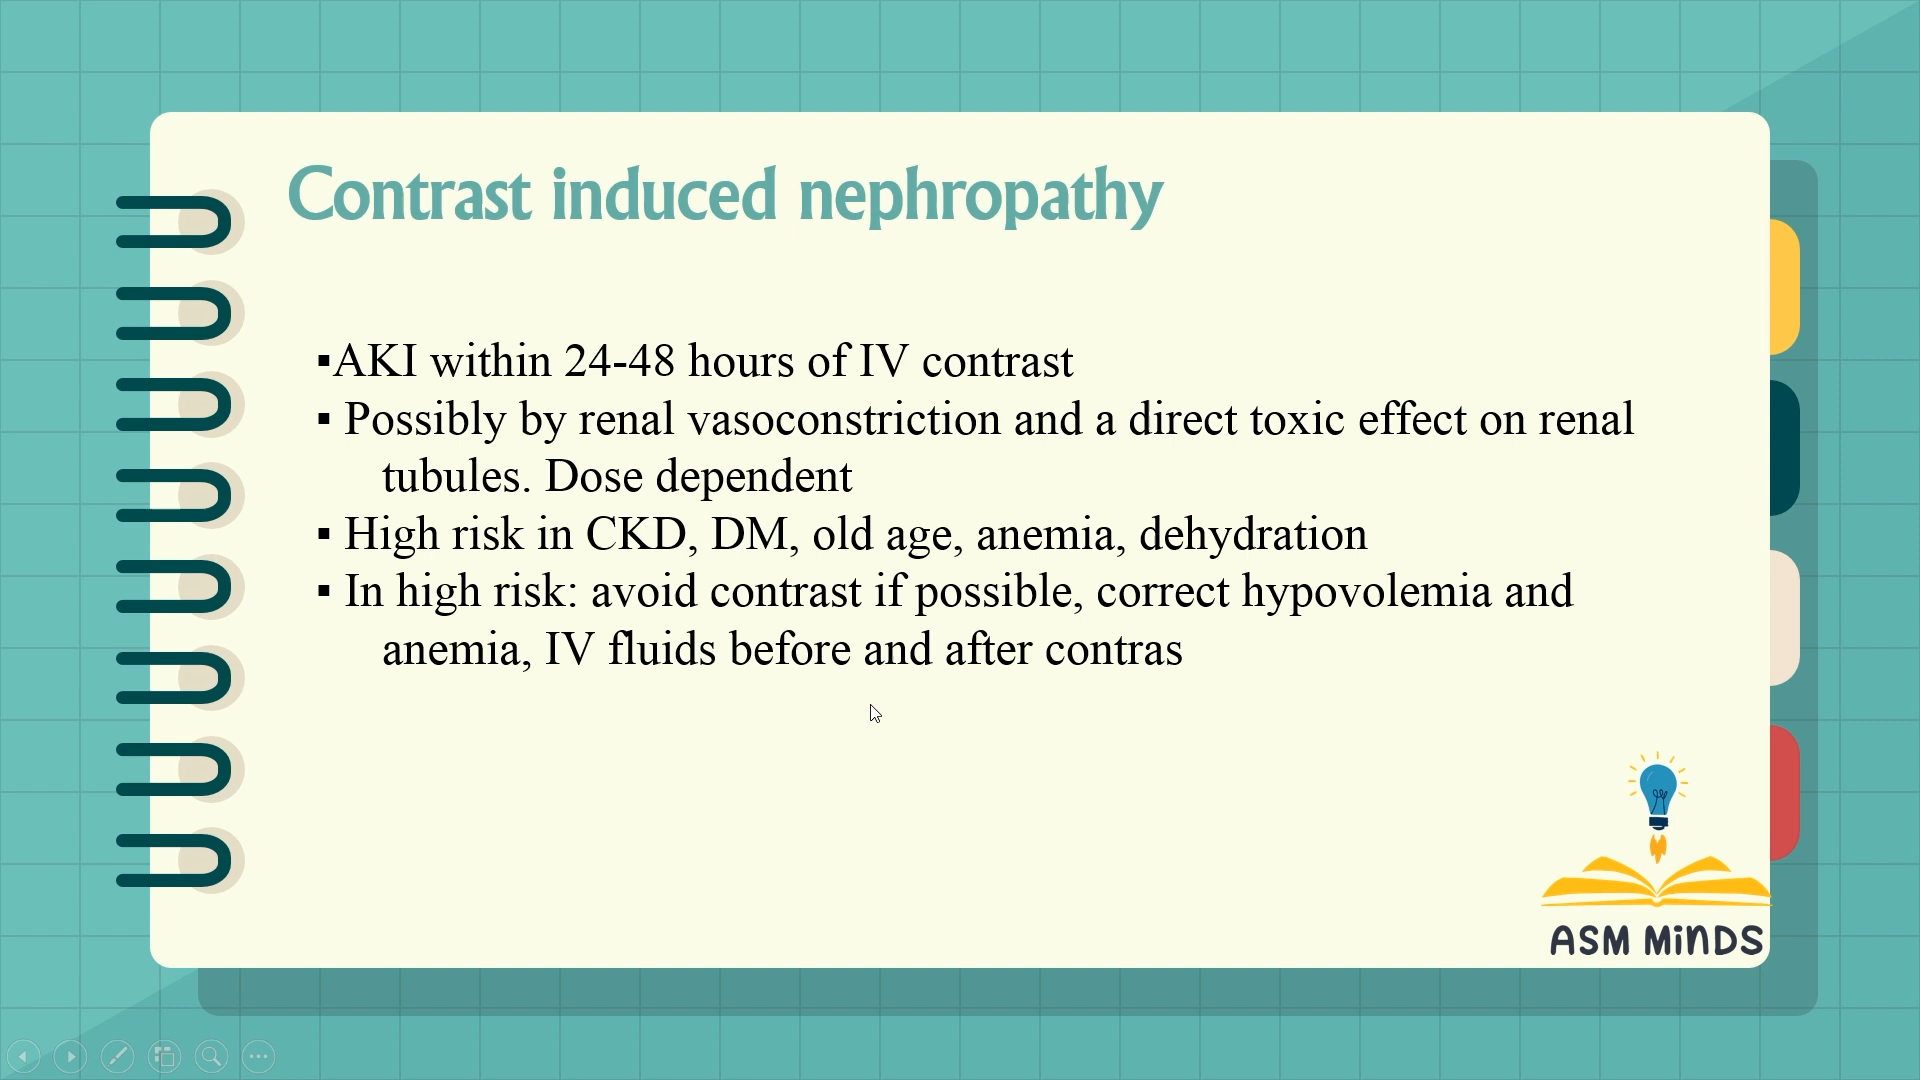 Contrast induced nephropathy
▪AKI within 24-48 hours of IV contrast
▪ Possibly by renal vasoconstriction and a direct toxic effect on renal
tubules. Dose dependent
▪ High risk in CKD, DM, old age, anemia, dehydration
▪ In high risk: avoid contrast if possible, correct hypovolemia and
anemia, IV fluids before and after contras
ASM MiNDS